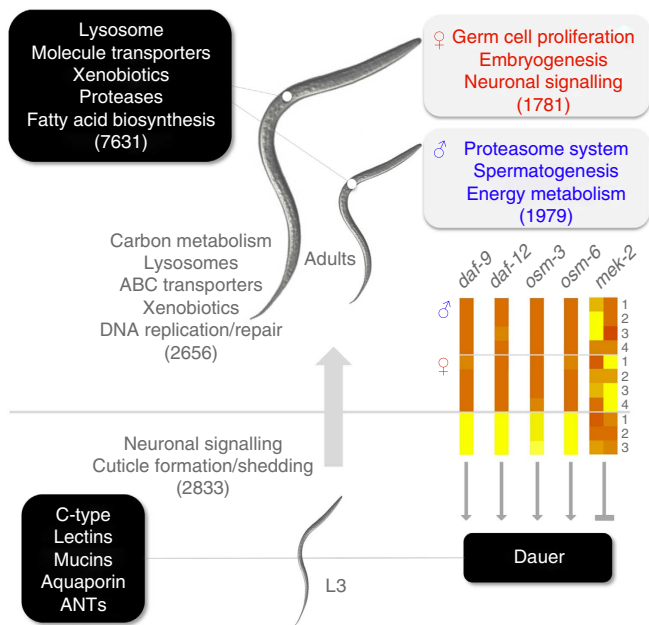 Lysosome
Molecule transporters
Xenobiotics
Proteases
Fatty acid biosynthesis
(7631)
♀ Germ cell proliferation
Embryogenesis
Neuronal signalling
(1781)
♂ Proteasome system
Spermatogenesis
Energy metabolism
(1979)
Carbon metabolism
Lysosomes
ABC transporters
Xenobiotics
DNA replication/repair
(2656)
Adults
daf-9
daf-12
osm-3
osm-6
mek-2
♂
1
2
3
4
♀
1
2
3
4
1
2
3
Neuronal signalling
Cuticle formation/shedding
(2833)
C-type
Lectins
Mucins
Aquaporin
ANTs
L3
Dauer